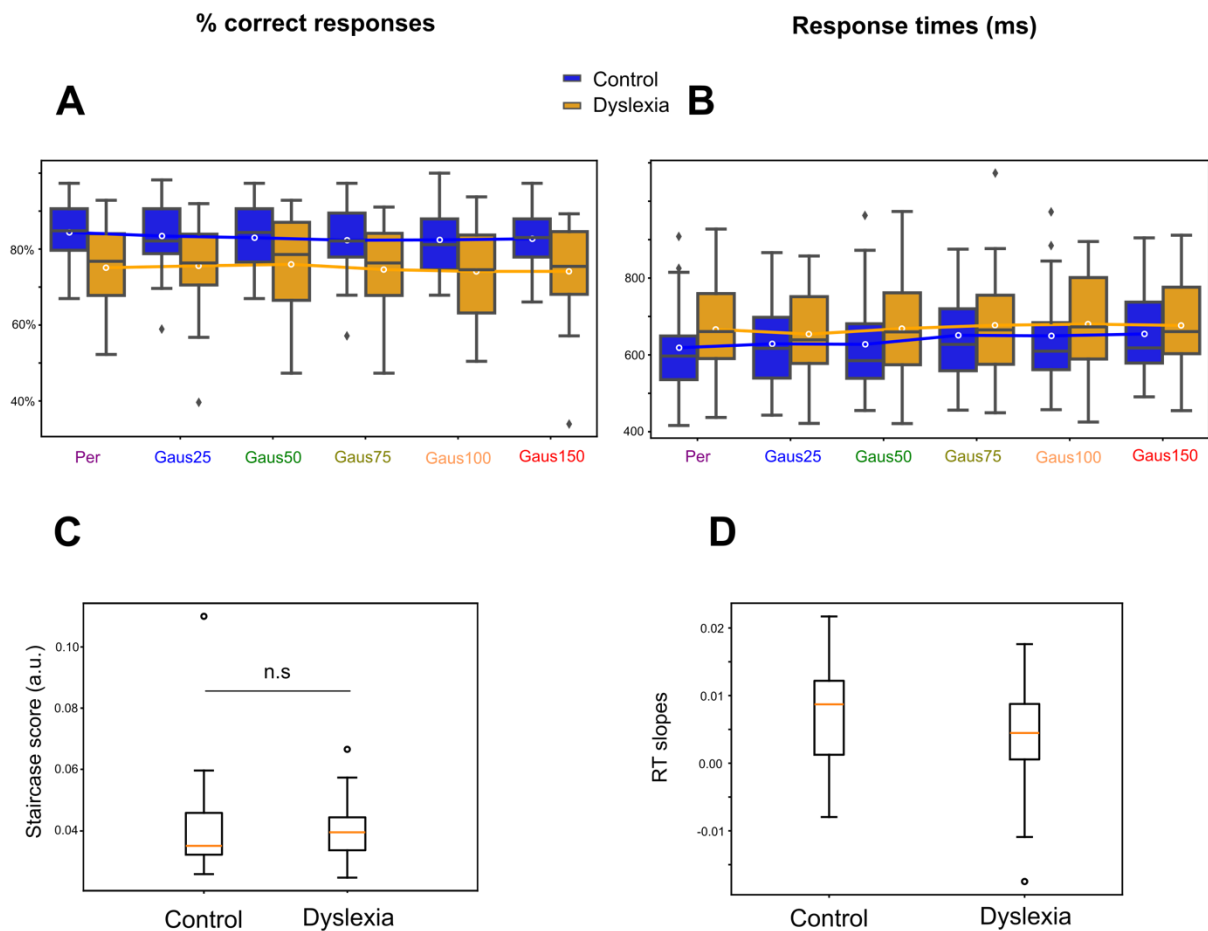 % correct responses
Response times (ms)
Control
Dyslexia
A
B
80%
60%
40%
Per Gaus25 Gaus50 Gaus75 Gaus100 Gaus150
800
600
400
Per Gaus25 Gaus50 Gaus75 Gaus100 Gaus150
C
D
Staircase score (a.u.)
0.10
0.08
0.06
0.04
n.s
Control Dyslexia
RT slopes
0.02
0.01
0.00
-0.01
Control Dyslexia